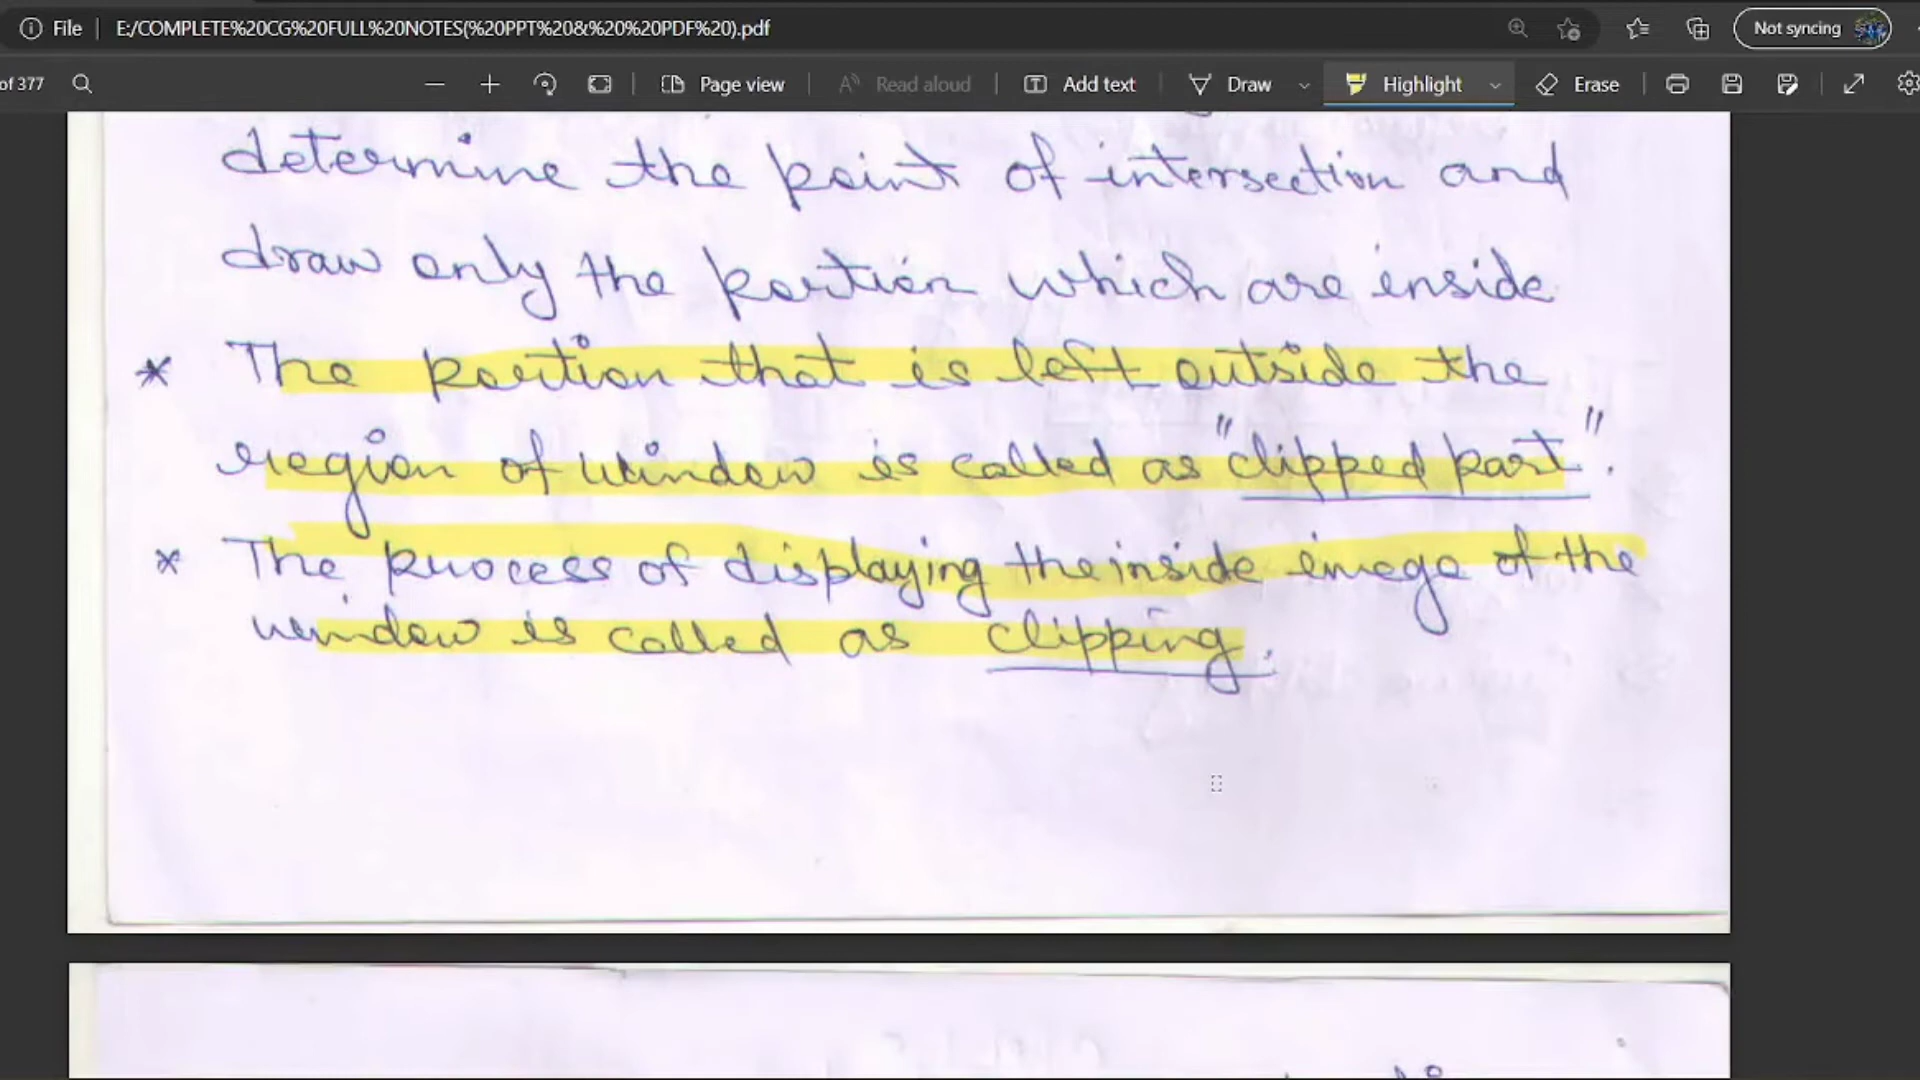 File E:/COMPLETE%20CG%20FULL%20NOTES(%20PPT%20&%20%20PDF%20).pdf Not syncing
of 377 Page view Read aloud Add text Draw Highlight Erase
determine the point of intersection and
draw only the portion which are inside
* The portion that is left outside the
region of window is called as "clipped part".
* The process of displaying the inside image of the
window is called as clipping.